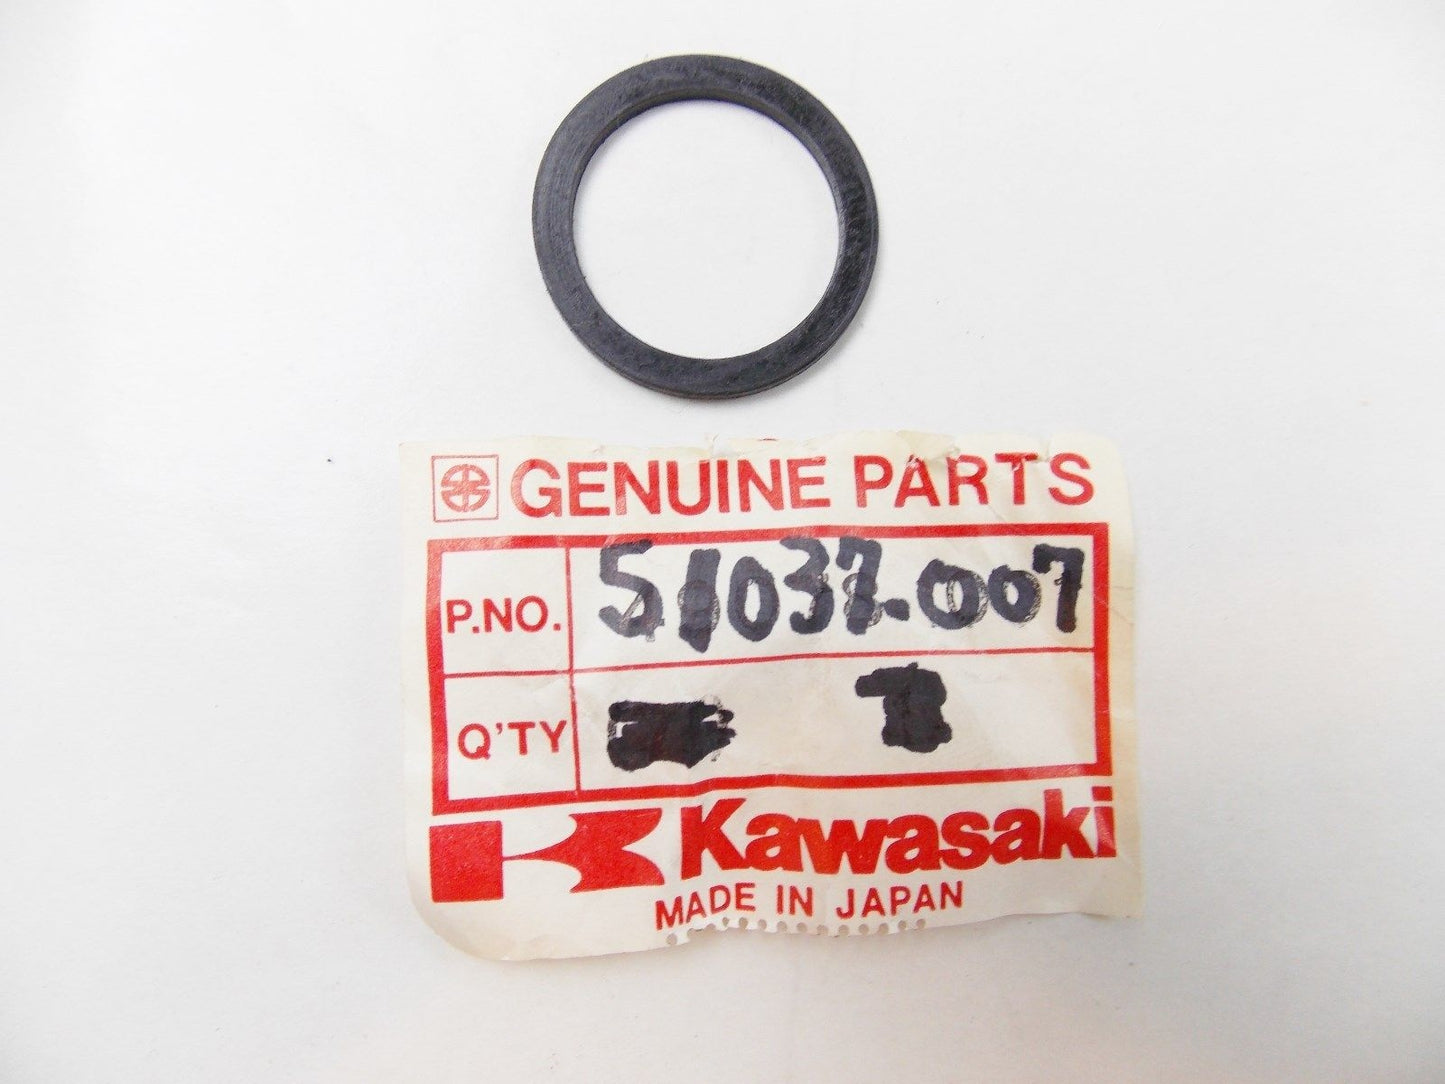 GENUINE PARTS
P.NO. 51037-007
Q'TY
Kawasaki
MADE IN JAPAN